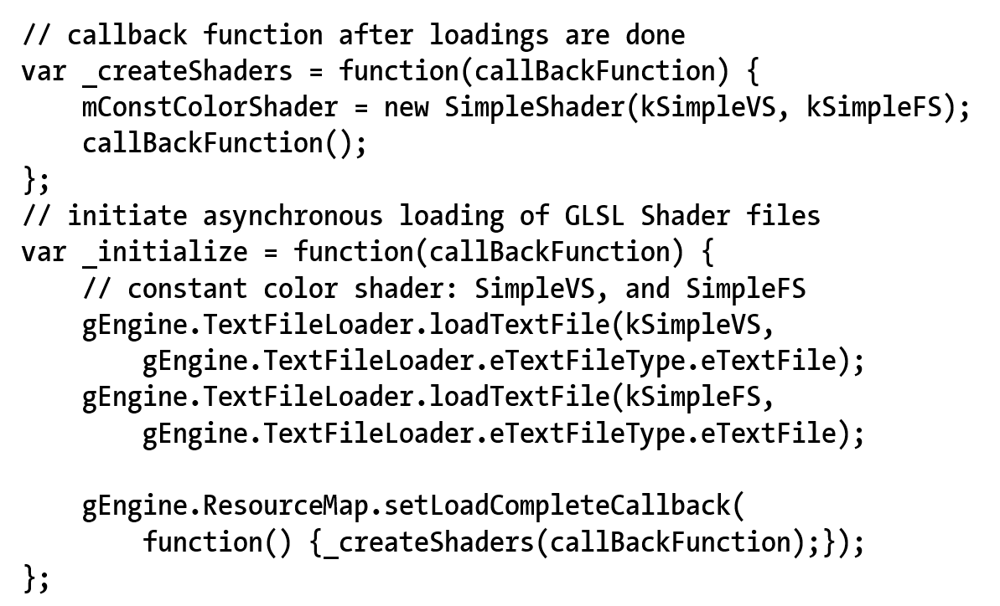 // callback function after loadings are done
var _createShaders = function(callBackFunction) {
    mConstColorShader = new SimpleShader(kSimpleVS, kSimpleFS);
    callBackFunction();
};
// initiate asynchronous loading of GLSL Shader files
var _initialize = function(callBackFunction) {
    // constant color shader: SimpleVS, and SimpleFS
    gEngine.TextFileLoader.loadTextFile(kSimpleVS,
        gEngine.TextFileLoader.eTextFileType.eTextFile);
    gEngine.TextFileLoader.loadTextFile(kSimpleFS,
        gEngine.TextFileLoader.eTextFileType.eTextFile);

    gEngine.ResourceMap.setLoadCompleteCallback(
        function() {_createShaders(callBackFunction);});
};